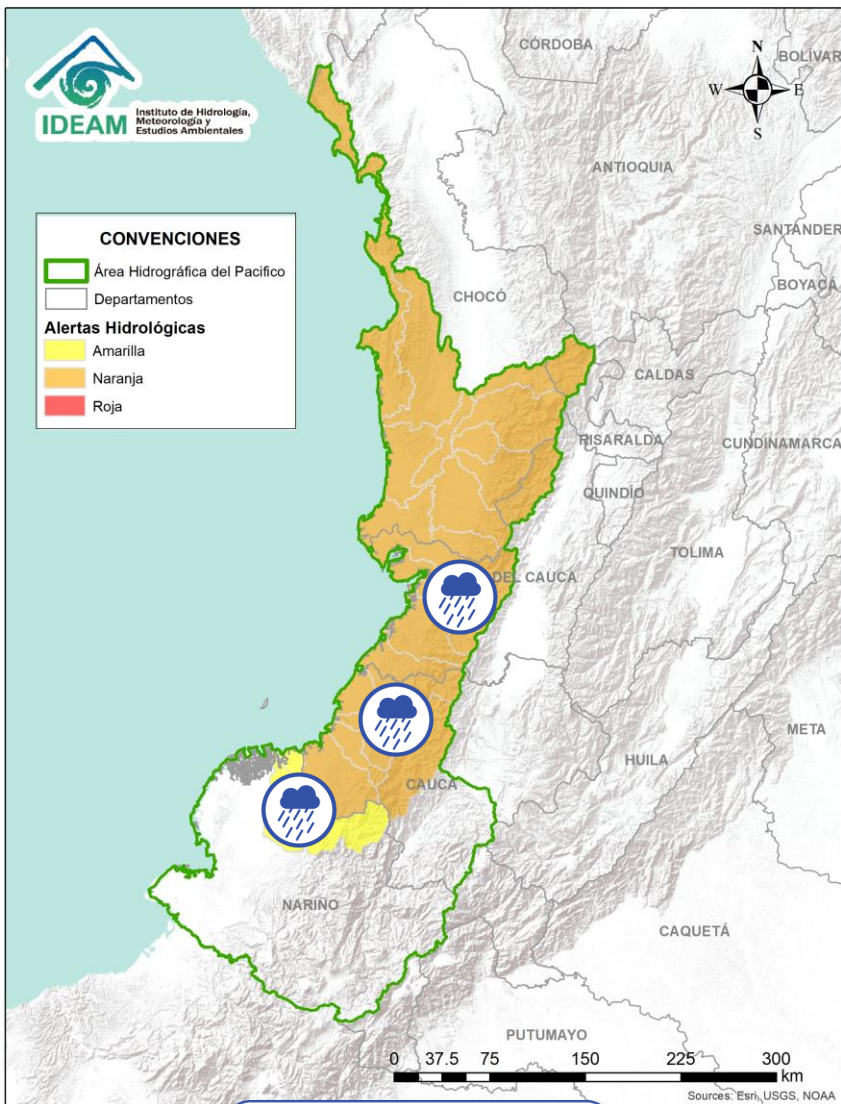 IDEAM
Instituto de Hidrología,
Meteorología y
Estudios Ambientales
CÓRDOBA
BOLÍVAR
N
W
E
S
ANTIOQUIA
SANTANDER
BOYACÁ
CONVENCIONES
Área Hidrográfica del Pacifico
Departamentos
Alertas Hidrológicas
Amarilla
Naranja
Roja
CHOCÓ
CALDAS
RISARALDA
CUNDINAMARCA
QUINDÍO
TOLIMA
DEL CAUCA
META
HUILA
CAUCA
NARIÑO
CAQUETÁ
PUTUMAYO
0 37.5 75 150 225 300
km
Sources: Esri, USGS, NOAA